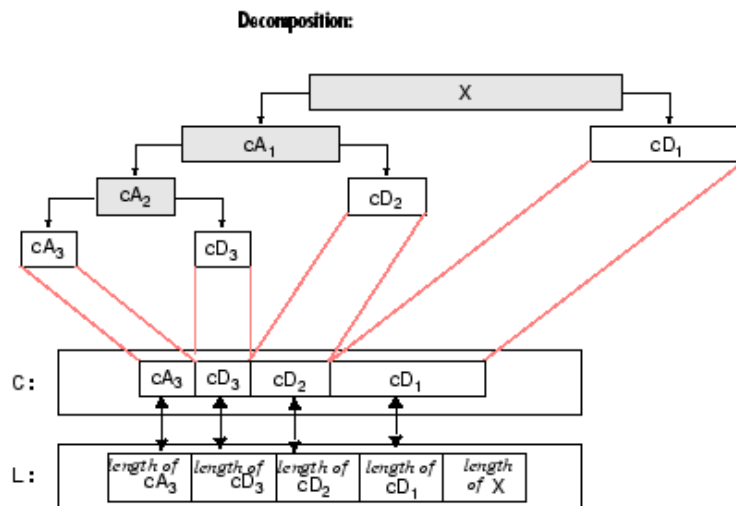 Decomposition:
X
cA₁ cD₁
cA₂ cD₂
cA₃ cD₃
C: cA₃ cD₃ cD₂ cD₁
length of length of length of length of length
L: cA₃ cD₃ cD₂ cD₁ of X